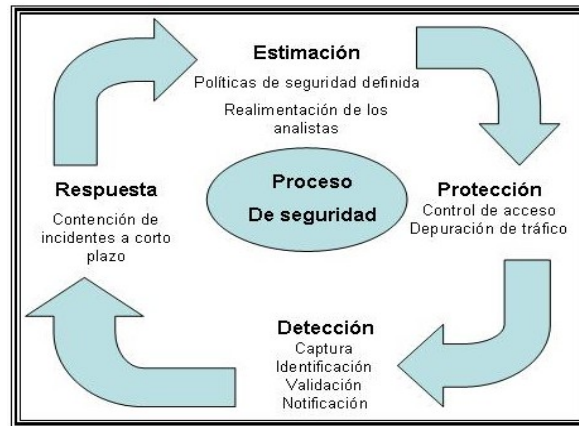 Estimación
Políticas de seguridad definida
Realimentación de los
analistas
Proceso
De seguridad
Protección
Control de acceso
Depuración de tráfico
Detección
Captura
Identificación
Validación
Notificación
Respuesta
Contención de
incidentes a corto
plazo